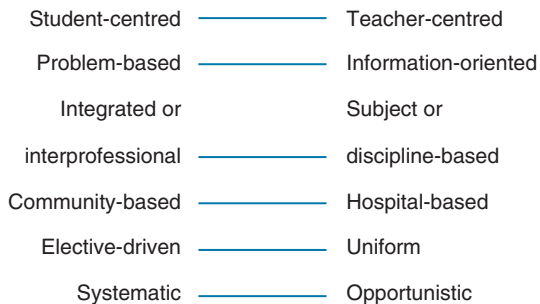 Student-centred Teacher-centred
Problem-based Information-oriented
Integrated or Subject or
interprofessional discipline-based
Community-based Hospital-based
Elective-driven Uniform
Systematic Opportunistic